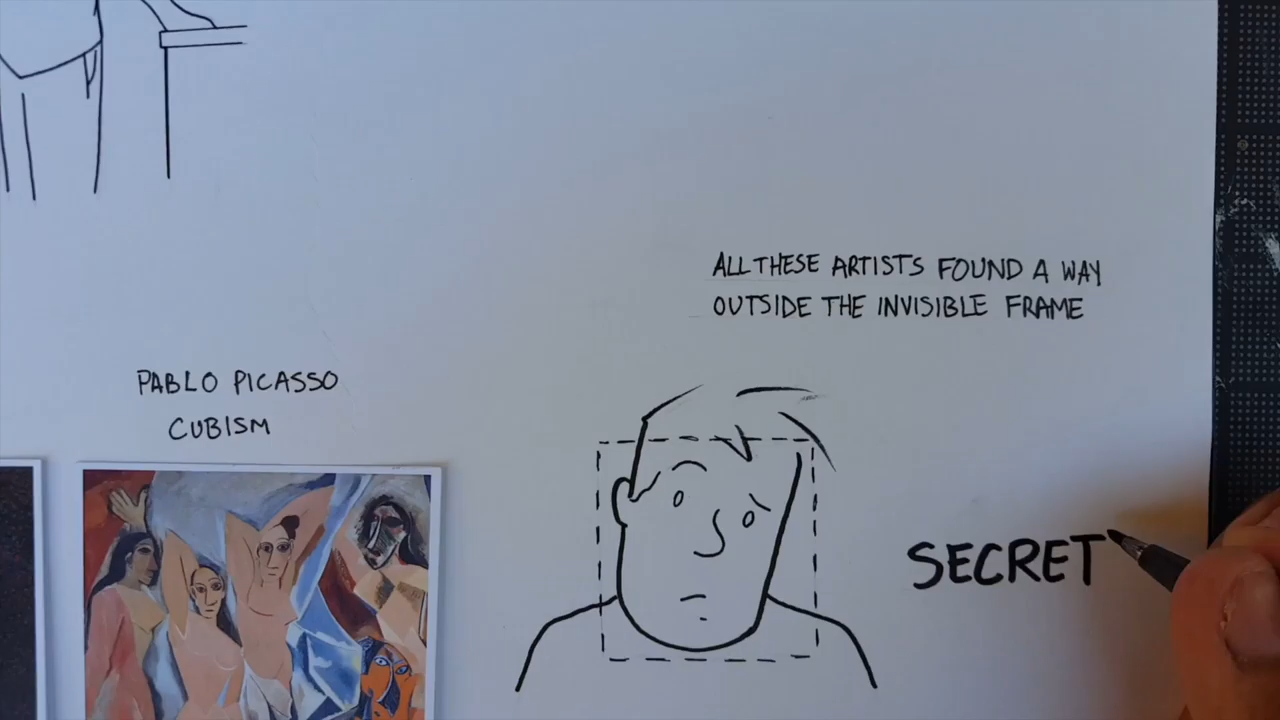 ALL THESE ARTISTS FOUND A WAY
OUTSIDE THE INVISIBLE FRAME
PABLO PICASSO
CUBISM
SECRET